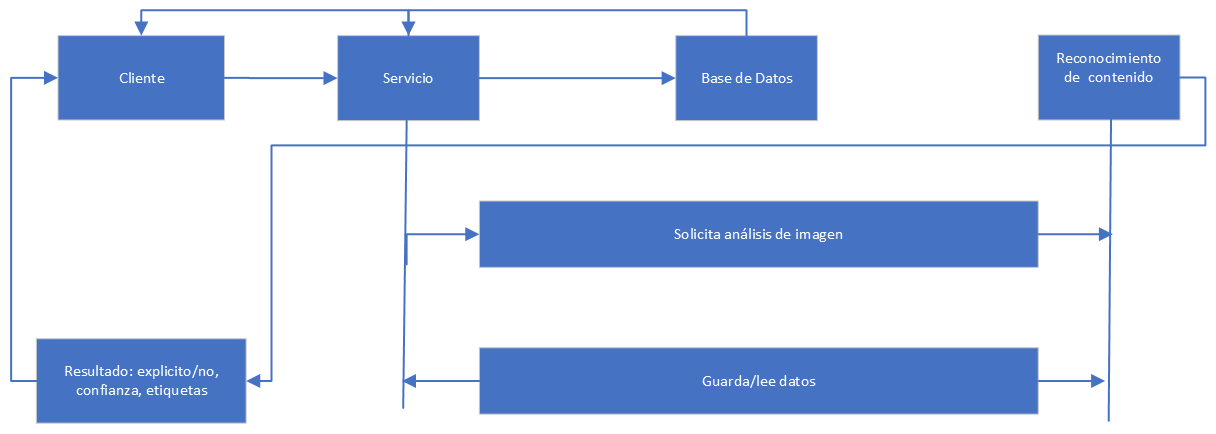 Cliente
Servicio
Base de Datos
Reconocimiento
de contenido
Solicita análisis de imagen
Resultado: explicito/no,
confianza, etiquetas
Guarda/lee datos